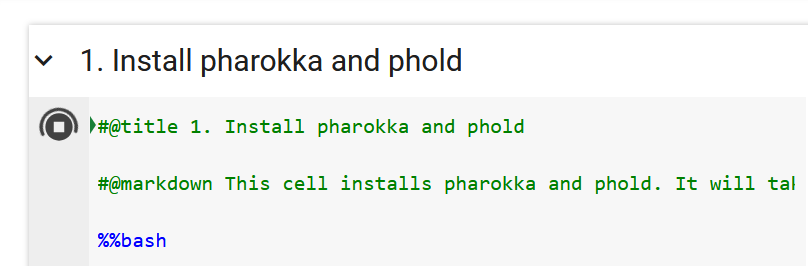 1. Install pharokka and phold
#@title 1. Install pharokka and phold
#@markdown This cell installs pharokka and phold. It will
%%bash